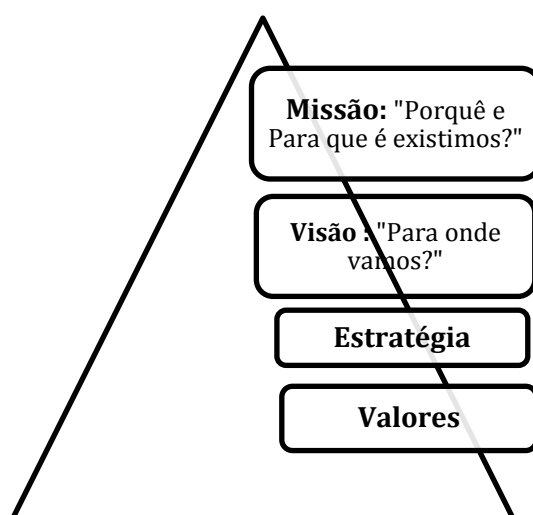 Missão: "Porquê e
Para que é existimos?"
Visão : "Para onde
vamos?"
Estratégia
Valores